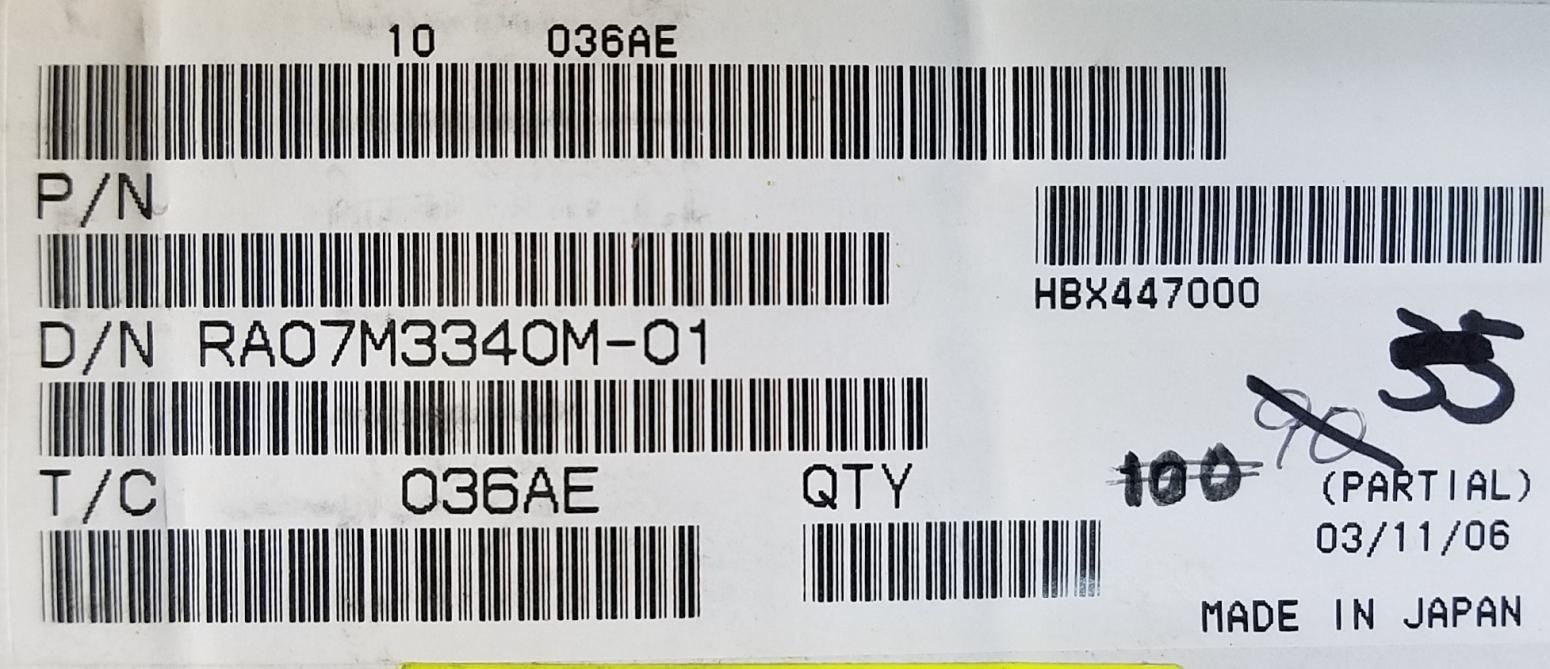 10 036AE
P/N
HBX447000
D/N RA07M3340M-01
35
90
T/C 036AE QTY 100 (PARTIAL)
03/11/06
MADE IN JAPAN